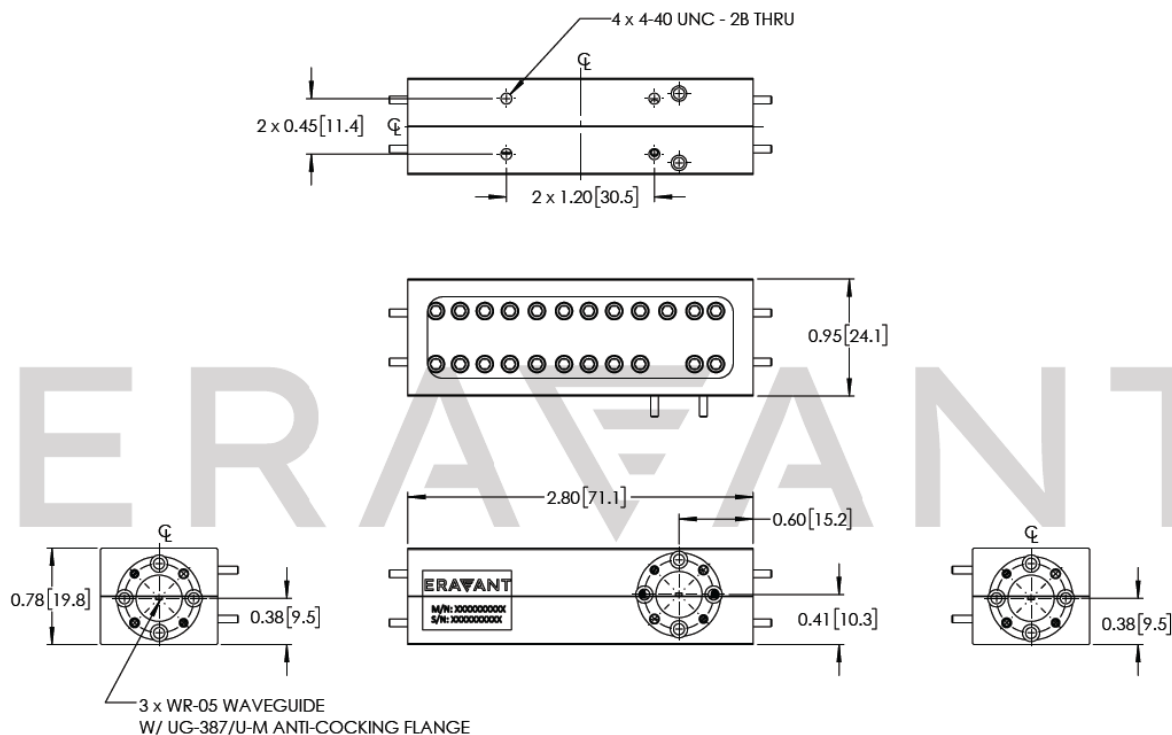 4 x 4-40 UNC - 2B THRU
℄
2 x 0.45[11.4]
℄
2 x 1.20[30.5]
0.95[24.1]
ERAVANT
2.80[71.1]
0.60[15.2]
℄
℄
0.78[19.8]
0.38[9.5]
ERAVANT
M/N: XXXXXXXXXX
S/N: XXXXXXXXXX
0.41[10.3]
0.38[9.5]
3 x WR-05 WAVEGUIDE
W/ UG-387/U-M ANTI-COCKING FLANGE